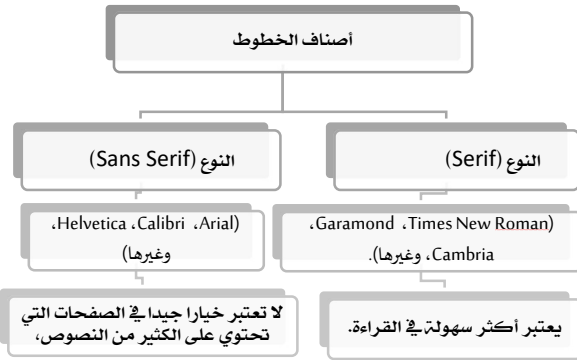 أصناف الخطوط
النوع (Serif)
النوع (Sans Serif)
(Garamond ،Times New Roman،
Cambria، وغيرها).
(Helvetica ،Calibri ،Arial،
وغيرها)
يعتبر أكثر سهولة في القراءة.
لا تعتبر خيارا جيدا في الصفحات التي
تحتوي على الكثير من النصوص،